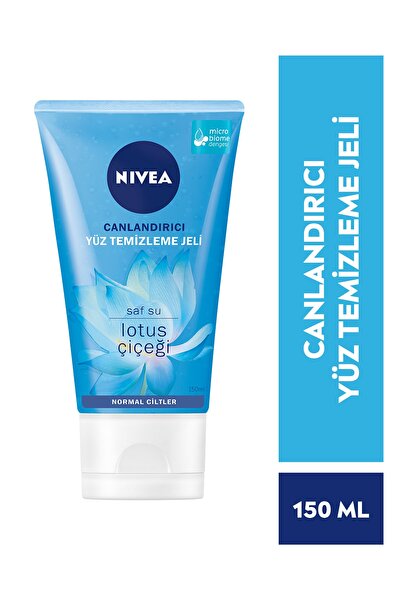 micro
biome
dengesi
NIVEA
CANLANDIRICI
YÜZ TEMİZLEME JELİ
saf su
lotus
çiçeği
150ml
NORMAL CİLTLER
CANLANDIRICI
YÜZ TEMİZLEME JELİ
150 ML